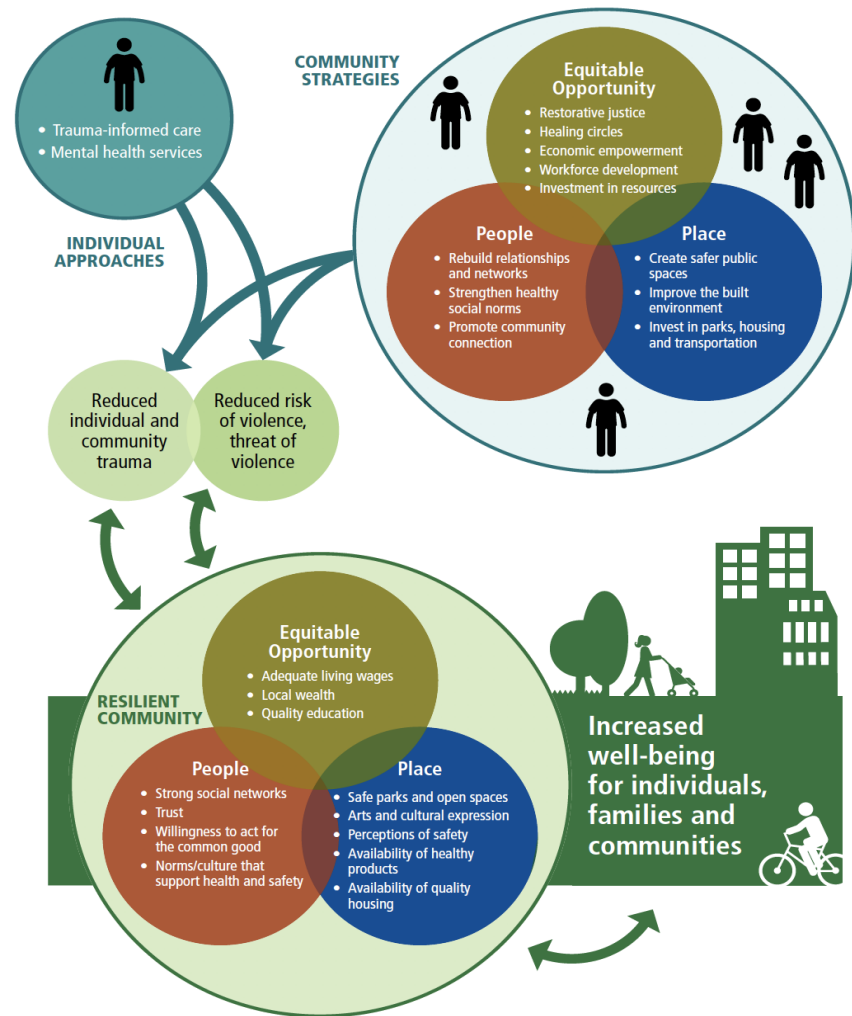 • Trauma-informed care
• Mental health services
INDIVIDUAL
APPROACHES
COMMUNITY
STRATEGIES
Equitable
Opportunity
• Restorative justice
• Healing circles
• Economic empowerment
• Workforce development
• Investment in resources
People
• Rebuild relationships
and networks
• Strengthen healthy
social norms
• Promote community
connection
Place
• Create safer public
spaces
• Improve the built
environment
• Invest in parks, housing
and transportation
Reduced
individual and
community
trauma
Reduced risk
of violence,
threat of
violence
RESILIENT
COMMUNITY
Equitable
Opportunity
• Adequate living wages
• Local wealth
• Quality education
People
• Strong social networks
• Trust
• Willingness to act for
the common good
• Norms/culture that
support health and safety
Place
• Safe parks and open spaces
• Arts and cultural expression
• Perceptions of safety
• Availability of healthy
products
• Availability of quality
housing
Increased
well-being
for individuals,
families and
communities